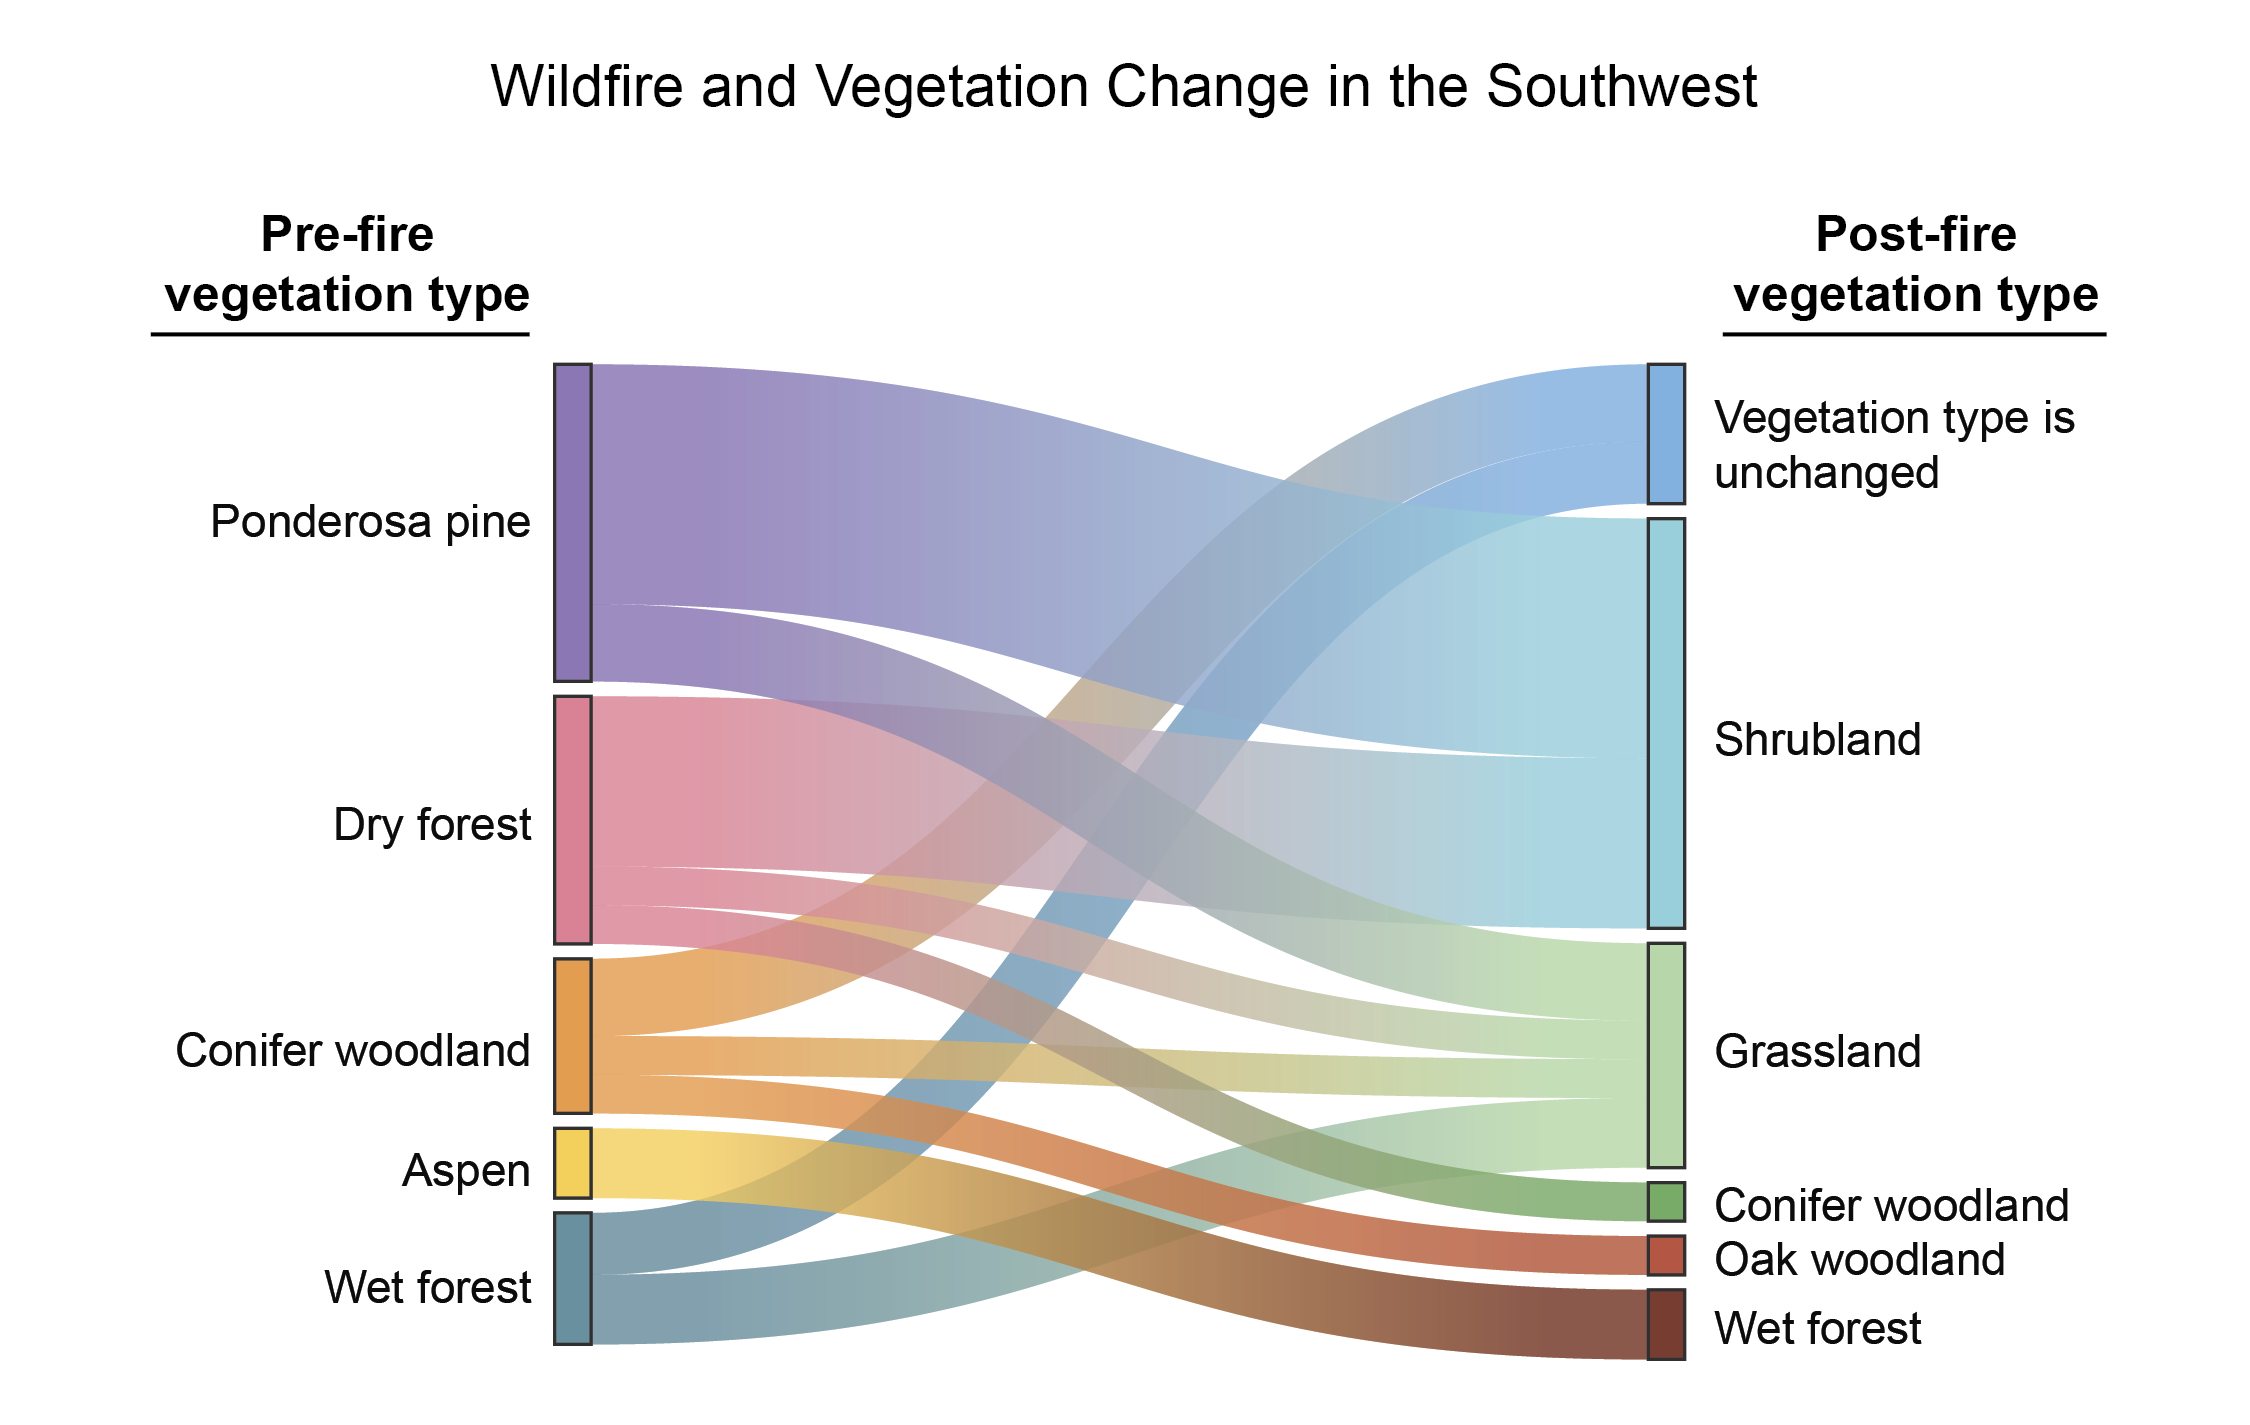 Wildfire and Vegetation Change in the Southwest
Pre-fire
vegetation type
Ponderosa pine
Dry forest
Conifer woodland
Aspen
Wet forest
Post-fire
vegetation type
Vegetation type is
unchanged
Shrubland
Grassland
Conifer woodland
Oak woodland
Wet forest